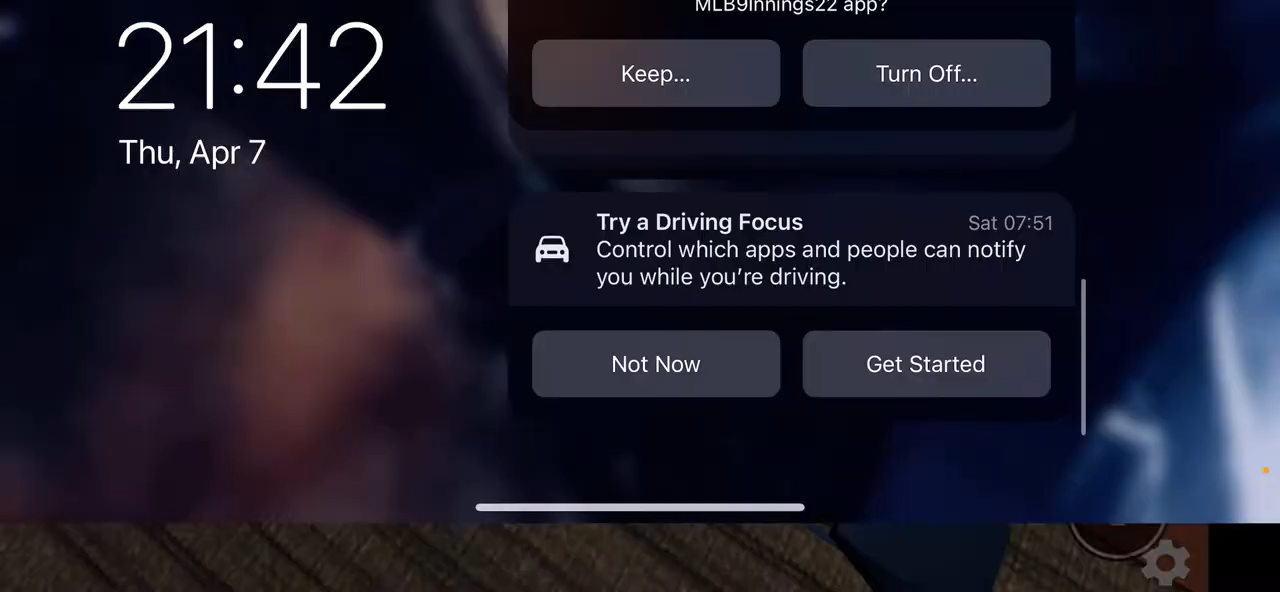 21:42
Thu, Apr 7
MLB9Innings22 app?
Keep...
Turn Off...
Try a Driving Focus
Sat 07:51
Control which apps and people can notify
you while you’re driving.
Not Now
Get Started